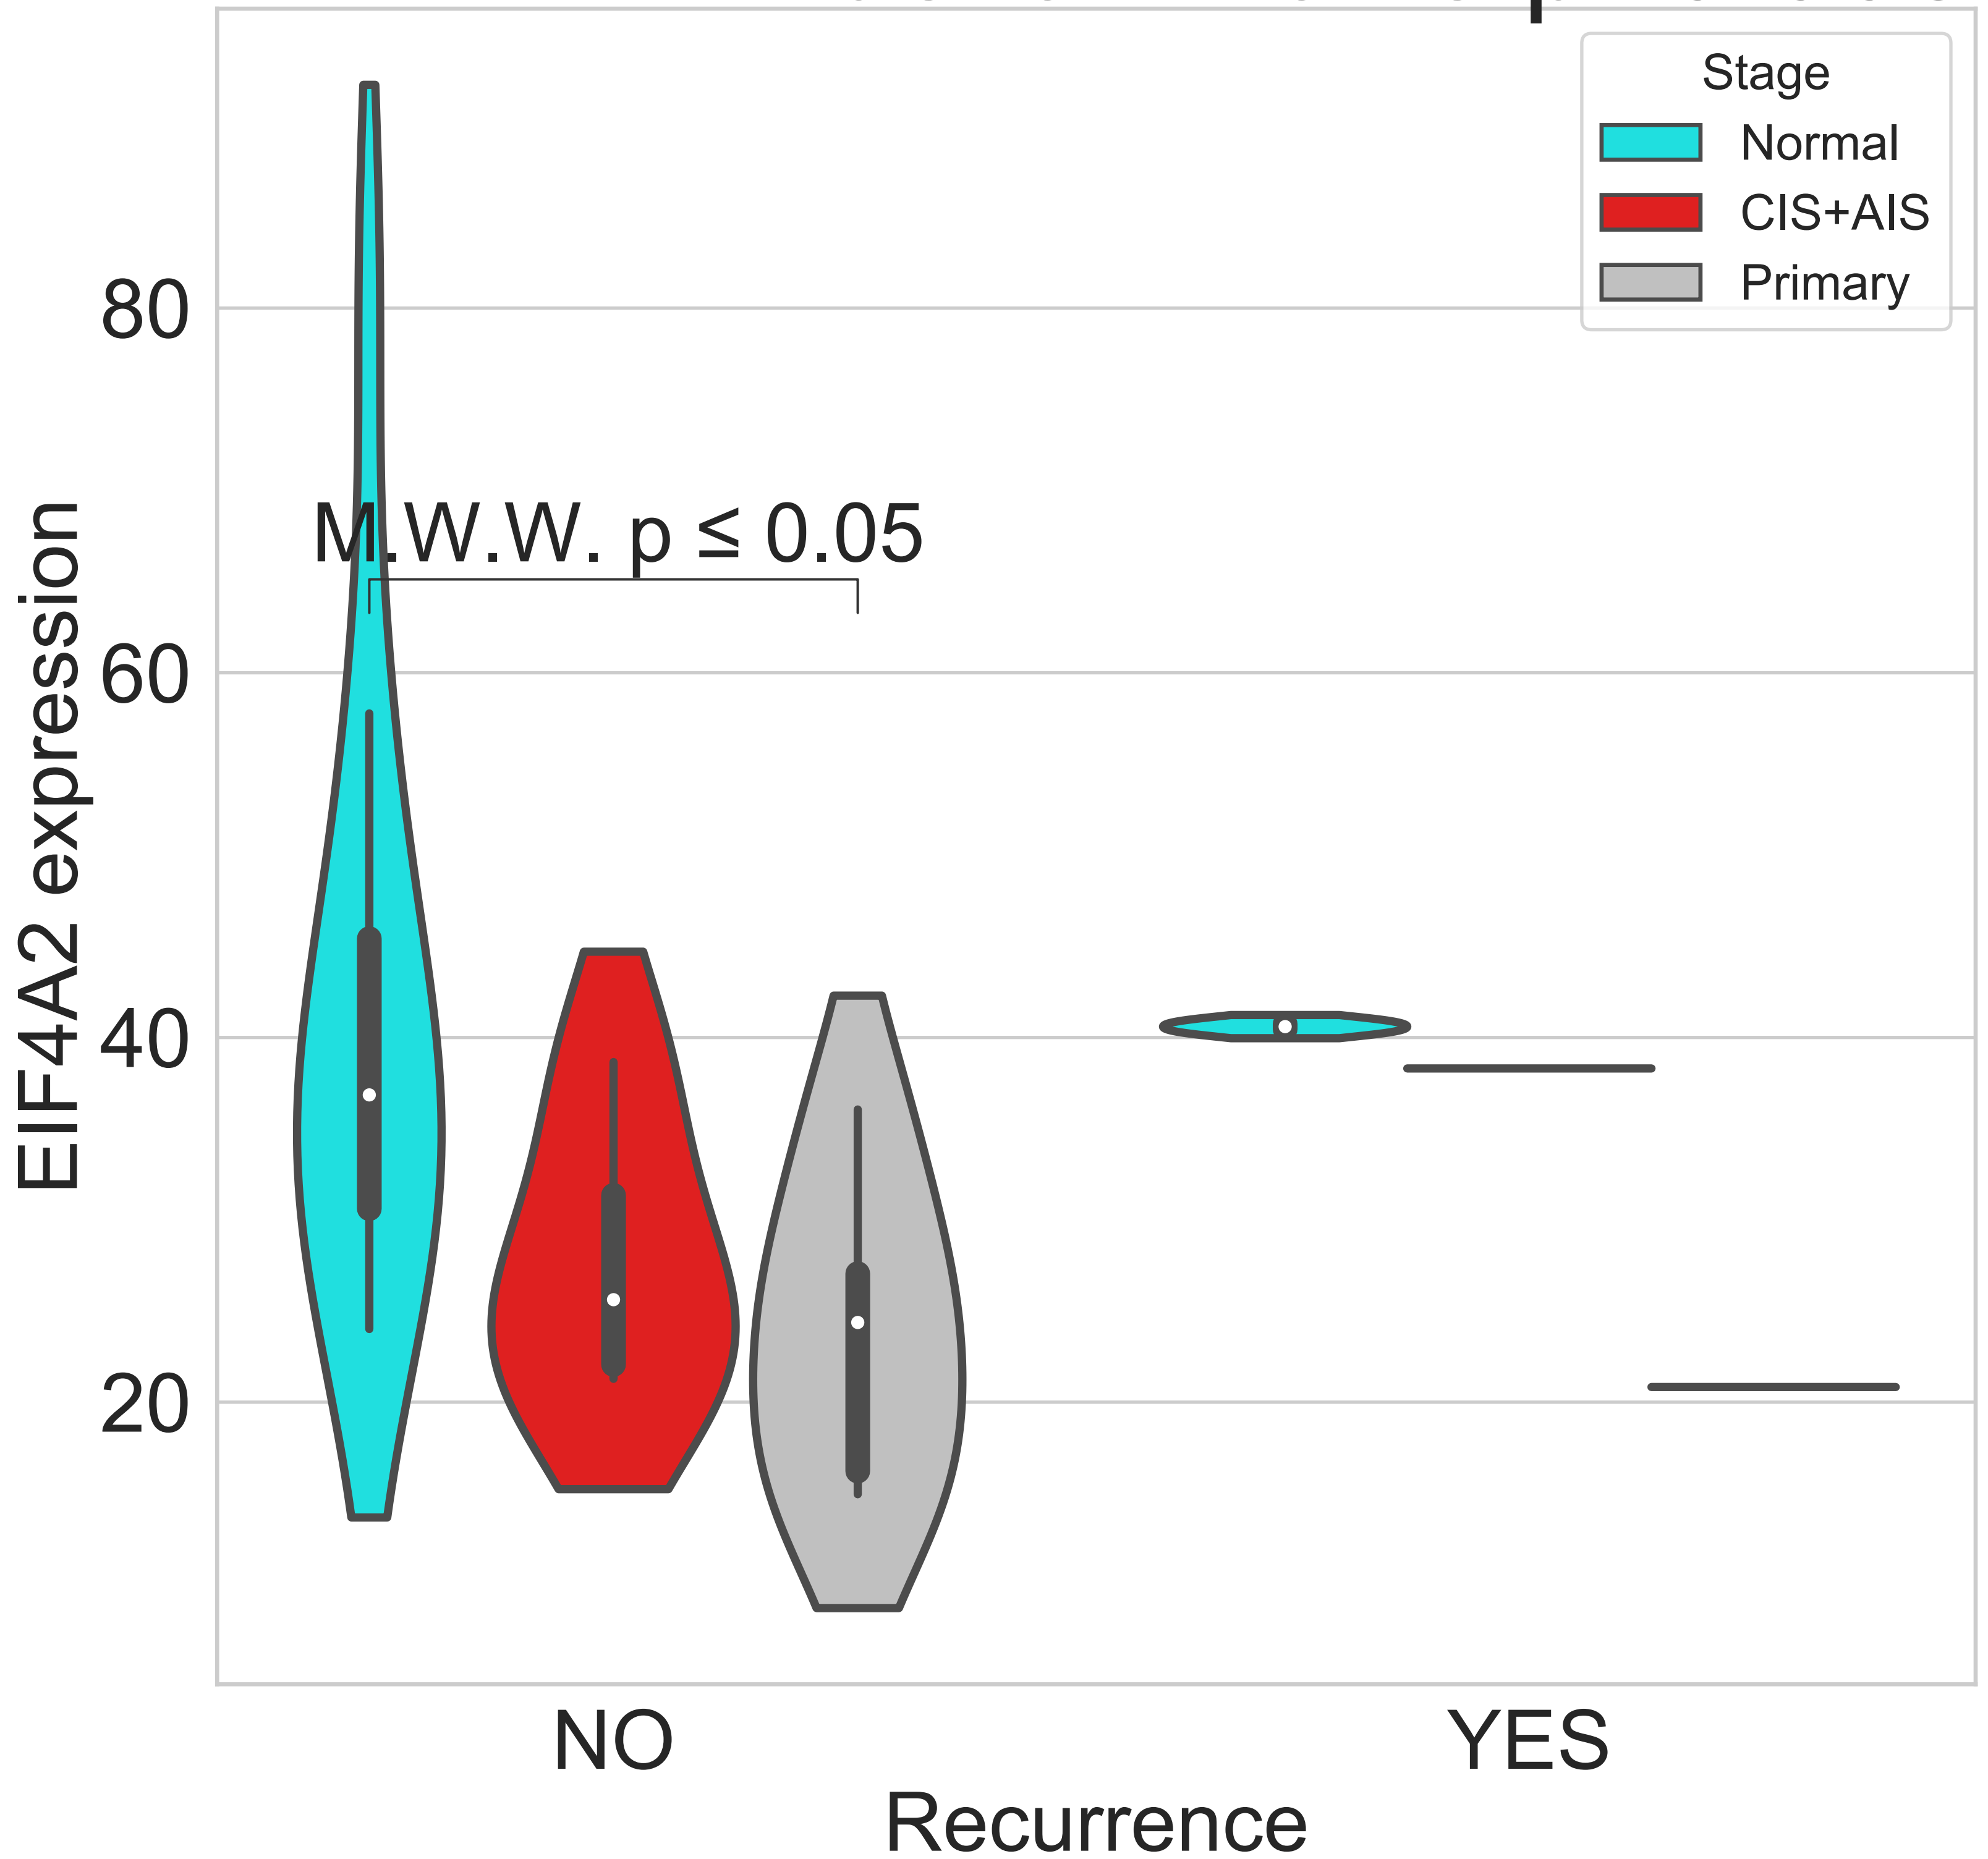 Stage
Normal
CIS+AIS
Primary
80
60
40
20
EIF4A2 expression
M.W.W. p ≤ 0.05
NO
YES
Recurrence